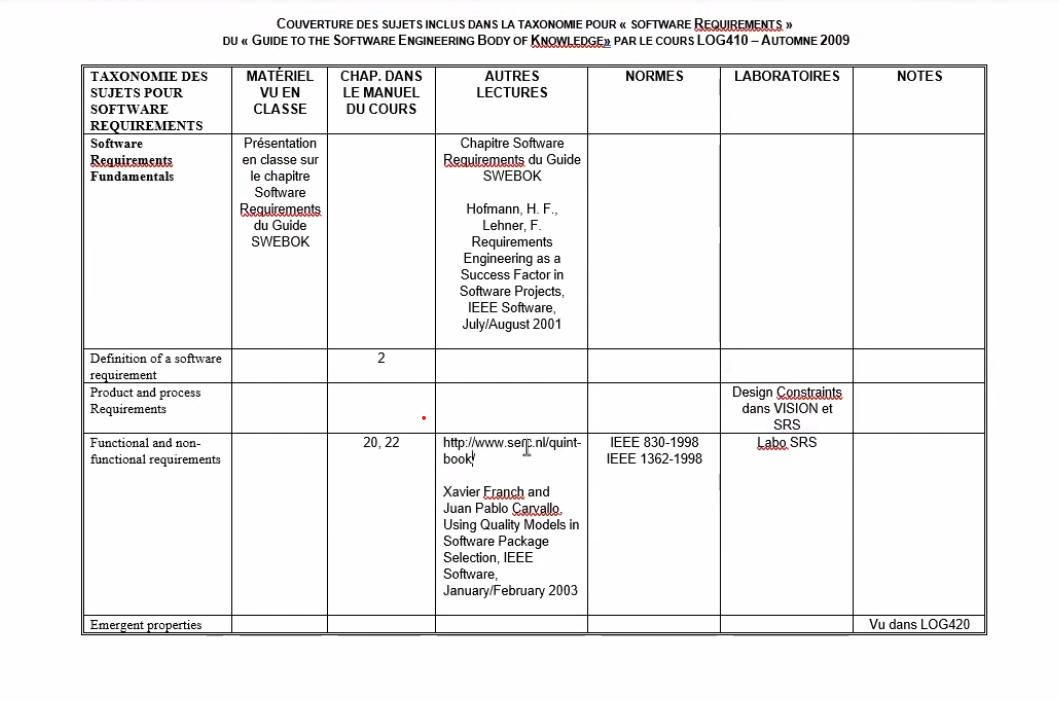 COUVERTURE DES SUJETS INCLUS DANS LA TAXONOMIE POUR « SOFTWARE REQUIREMENTS »
DU « GUIDE TO THE SOFTWARE ENGINEERING BODY OF KNOWLEDGE» PAR LE COURS LOG410 – AUTOMNE 2009
TAXONOMIE DES
SUJETS POUR
SOFTWARE
REQUIREMENTS
MATÉRIEL
VU EN
CLASSE
CHAP. DANS
LE MANUEL
DU COURS
AUTRES
LECTURES
NORMES
LABORATOIRES
NOTES
Software
Requirements
Fundamentals
Présentation
en classe sur
le chapitre
Software
Requirements
du Guide
SWEBOK
Chapitre Software
Requirements du Guide
SWEBOK
Hofmann, H. F.,
Lehner, F.
Requirements
Engineering as a
Success Factor in
Software Projects,
IEEE Software,
July/August 2001
Definition of a software
requirement
2
Product and process
Requirements
Design Constraints
dans VISION et
SRS
Functional and non-
functional requirements
20, 22
http://www.serc.nl/quint-
book/
Xavier Franch and
Juan Pablo Carvallo,
Using Quality Models in
Software Package
Selection, IEEE
Software,
January/February 2003
IEEE 830-1998
IEEE 1362-1998
Labo SRS
Emergent properties
Vu dans LOG420